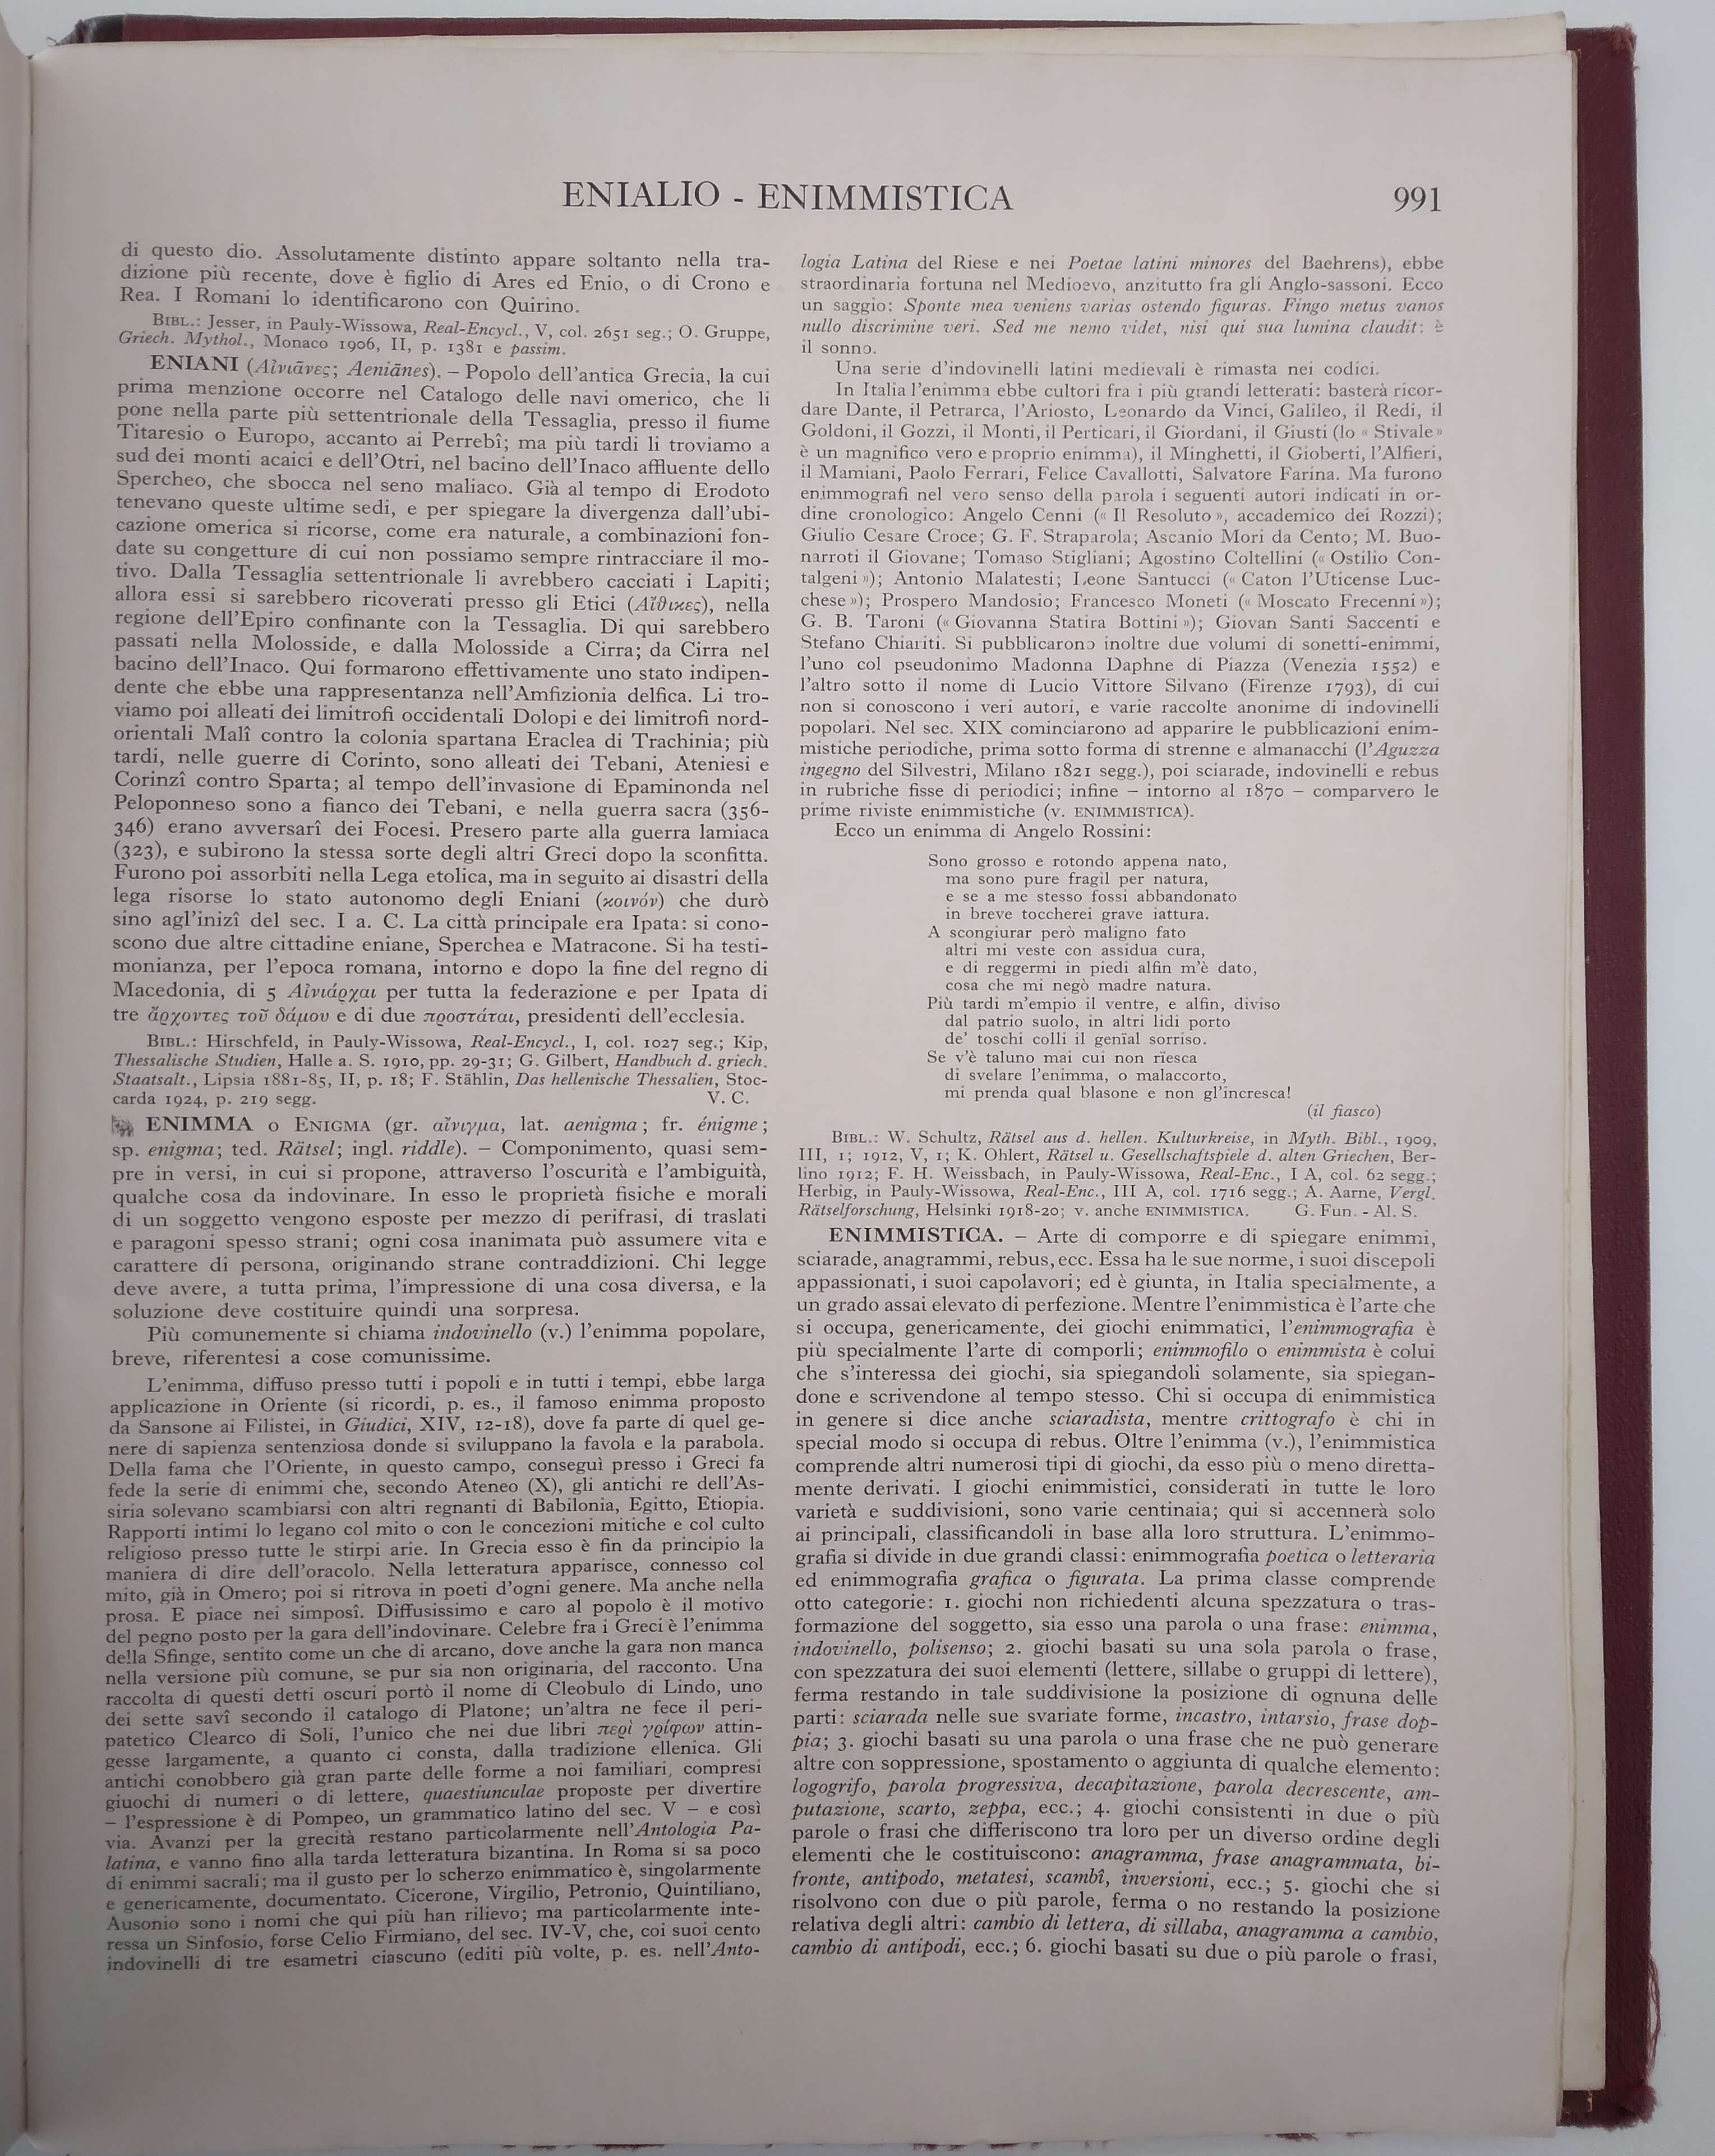 ENIALIO - ENIMMISTICA
991
di questo dio. Assolutamente distinto appare soltanto nella tra-
dizione più recente, dove è figlio di Ares ed Enio, o di Crono e
Rea. I Romani lo identificarono con Quirino.
BIBL.: Jesser, in Pauly-Wissowa, Real-Encycl., V, col. 2651 seg.; O. Gruppe,
Griech. Mythol., Monaco 1906, II, p. 1381 e passim.
ENIANI (Αἰνιᾶνες; Aeniānes). – Popolo dell'antica Grecia, la cui
prima menzione occorre nel Catalogo delle navi omerico, che li
pone nella parte più settentrionale della Tessaglia, presso il fiume
Titaresio o Europo, accanto ai Perrebî; ma più tardi li troviamo a
sud dei monti acaici e dell'Otri, nel bacino dell'Inaco affluente dello
Spercheo, che sbocca nel seno maliaco. Già al tempo di Erodoto
tenevano queste ultime sedi, e per spiegare la divergenza dall'ubi-
cazione omerica si ricorse, come era naturale, a combinazioni fon-
date su congetture di cui non possiamo sempre rintracciare il mo-
tivo. Dalla Tessaglia settentrionale li avrebbero cacciati i Lapiti;
allora essi si sarebbero ricoverati presso gli Etici (Αἴθικες), nella
regione dell'Epiro confinante con la Tessaglia. Di qui sarebbero
passati nella Molosside, e dalla Molosside a Cirra; da Cirra nel
bacino dell'Inaco. Qui formarono effettivamente uno stato indipen-
dente che ebbe una rappresentanza nell'Amfizionia delfica. Li tro-
viamo poi alleati dei limitrofi occidentali Dolopi e dei limitrofi nord-
orientali Malî contro la colonia spartana Eraclea di Trachinia; più
tardi, nelle guerre di Corinto, sono alleati dei Tebani, Ateniesi e
Corinzî contro Sparta; al tempo dell'invasione di Epaminonda nel
Peloponneso sono a fianco dei Tebani, e nella guerra sacra (356-
346) erano avversarî dei Focesi. Presero parte alla guerra lamiaca
(323), e subirono la stessa sorte degli altri Greci dopo la sconfitta.
Furono poi assorbiti nella Lega etolica, ma in seguito ai disastri della
lega risorse lo stato autonomo degli Eniani (κοινόν) che durò
sino agl'inizî del sec. I a. C. La città principale era Ipata: si cono-
scono due altre cittadine eniane, Sperchea e Matracone. Si ha testi-
monianza, per l'epoca romana, intorno e dopo la fine del regno di
Macedonia, di 5 Αἰνιάρχαι per tutta la federazione e per Ipata di
tre ἄρχοντες τοῦ δάμου e di due προστάται, presidenti dell'ecclesia.
BIBL.: Hirschfeld, in Pauly-Wissowa, Real-Encycl., I, col. 1027 seg.; Kip,
Thessalische Studien, Halle a. S. 1910, pp. 29-31; G. Gilbert, Handbuch d. griech.
Staatsalt., Lipsia 1881-85, II, p. 18; F. Stählin, Das hellenische Thessalien, Stoc-
carda 1924, p. 219 segg. V. C.
ENIMMA o ENIGMA (gr. αἴνιγμα, lat. aenigma; fr. énigme;
sp. enigma; ted. Rätsel; ingl. riddle). – Componimento, quasi sem-
pre in versi, in cui si propone, attraverso l'oscurità e l'ambiguità,
qualche cosa da indovinare. In esso le proprietà fisiche e morali
di un soggetto vengono esposte per mezzo di perifrasi, di traslati
e paragoni spesso strani; ogni cosa inanimata può assumere vita e
carattere di persona, originando strane contraddizioni. Chi legge
deve avere, a tutta prima, l'impressione di una cosa diversa, e la
soluzione deve costituire quindi una sorpresa.
Più comunemente si chiama indovinello (v.) l'enimma popolare,
breve, riferentesi a cose comunissime.
L'enimma, diffuso presso tutti i popoli e in tutti i tempi, ebbe larga
applicazione in Oriente (si ricordi, p. es., il famoso enimma proposto
da Sansone ai Filistei, in Giudici, XIV, 12-18), dove fa parte di quel ge-
nere di sapienza sentenziosa donde si sviluppano la favola e la parabola.
Della fama che l'Oriente, in questo campo, conseguì presso i Greci fa
fede la serie di enimmi che, secondo Ateneo (X), gli antichi re dell'As-
siria solevano scambiarsi con altri regnanti di Babilonia, Egitto, Etiopia.
Rapporti intimi lo legano col mito o con le concezioni mitiche e col culto
religioso presso tutte le stirpi arie. In Grecia esso è fin da principio la
maniera di dire dell'oracolo. Nella letteratura apparisce, connesso col
mito, già in Omero; poi si ritrova in poeti d'ogni genere. Ma anche nella
prosa. E piace nei simposî. Diffusissimo e caro al popolo è il motivo
del pegno posto per la gara dell'indovinare. Celebre fra i Greci è l'enimma
della Sfinge, sentito come un che di arcano, dove anche la gara non manca
nella versione più comune, se pur sia non originaria, del racconto. Una
raccolta di questi detti oscuri portò il nome di Cleobulo di Lindo, uno
dei sette savî secondo il catalogo di Platone; un'altra ne fece il peri-
patetico Clearco di Soli, l'unico che nei due libri περὶ γρίφων attin-
gesse largamente, a quanto ci consta, dalla tradizione ellenica. Gli
antichi conobbero già gran parte delle forme a noi familiari, compresi
giuochi di numeri o di lettere, quaestiunculae proposte per divertire
– l'espressione è di Pompeo, un grammatico latino del sec. V – e così
via. Avanzi per la grecità restano particolarmente nell'Antologia Pa-
latina, e vanno fino alla tarda letteratura bizantina. In Roma si sa poco
di enimmi sacrali; ma il gusto per lo scherzo enimmatico è, singolarmente
e genericamente, documentato. Cicerone, Virgilio, Petronio, Quintiliano,
Ausonio sono i nomi che qui più han rilievo; ma particolarmente inte-
ressa un Sinfosio, forse Celio Firmiano, del sec. IV-V, che, coi suoi cento
indovinelli di tre esametri ciascuno (editi più volte, p. es. nell'Anto-
logia Latina del Riese e nei Poetae latini minores del Baehrens), ebbe
straordinaria fortuna nel Medioevo, anzitutto fra gli Anglo-sassoni. Ecco
un saggio: Sponte mea veniens varias ostendo figuras. Fingo metus vanos
nullo discrimine veri. Sed me nemo videt, nisi qui sua lumina claudit: è
il sonno.
Una serie d'indovinelli latini medievali è rimasta nei codici.
In Italia l'enimma ebbe cultori fra i più grandi letterati: basterà ricor-
dare Dante, il Petrarca, l'Ariosto, Leonardo da Vinci, Galileo, il Redi, il
Goldoni, il Gozzi, il Monti, il Perticari, il Giordani, il Giusti (lo « Stivale »
è un magnifico vero e proprio enimma), il Minghetti, il Gioberti, l'Alfieri,
il Mamiani, Paolo Ferrari, Felice Cavallotti, Salvatore Farina. Ma furono
enimmografi nel vero senso della parola i seguenti autori indicati in or-
dine cronologico: Angelo Cenni (« Il Resoluto », accademico dei Rozzi);
Giulio Cesare Croce; G. F. Straparola; Ascanio Mori da Cento; M. Buo-
narroti il Giovane; Tomaso Stigliani; Agostino Coltellini (« Ostilio Con-
talgeni »); Antonio Malatesti; Leone Santucci (« Caton l'Uticense Luc-
chese »); Prospero Mandosio; Francesco Moneti (« Moscato Frecenni »);
G. B. Taroni (« Giovanna Statira Bottini »); Giovan Santi Saccenti e
Stefano Chiariti. Si pubblicarono inoltre due volumi di sonetti-enimmi,
l'uno col pseudonimo Madonna Daphne di Piazza (Venezia 1552) e
l'altro sotto il nome di Lucio Vittore Silvano (Firenze 1793), di cui
non si conoscono i veri autori, e varie raccolte anonime di indovinelli
popolari. Nel sec. XIX cominciarono ad apparire le pubblicazioni enim-
mistiche periodiche, prima sotto forma di strenne e almanacchi (l'Aguzza
ingegno del Silvestri, Milano 1821 segg.), poi sciarade, indovinelli e rebus
in rubriche fisse di periodici; infine – intorno al 1870 – comparvero le
prime riviste enimmistiche (v. ENIMMISTICA).
Ecco un enimma di Angelo Rossini:
Sono grosso e rotondo appena nato,
ma sono pure fragil per natura,
e se a me stesso fossi abbandonato
in breve toccherei grave iattura.
A scongiurar però maligno fato
altri mi veste con assidua cura,
e di reggermi in piedi alfin m'è dato,
cosa che mi negò madre natura.
Più tardi m'empio il ventre, e alfin, diviso
dal patrio suolo, in altri lidi porto
de' toschi colli il genïal sorriso.
Se v'è taluno mai cui non rïesca
di svelare l'enimma, o malaccorto,
mi prenda qual blasone e non gl'incresca!
(il fiasco)
BIBL.: W. Schultz, Rätsel aus d. hellen. Kulturkreise, in Myth. Bibl., 1909,
III, 1; 1912, V, 1; K. Ohlert, Rätsel u. Gesellschaftspiele d. alten Griechen, Ber-
lino 1912; F. H. Weissbach, in Pauly-Wissowa, Real-Enc., I A, col. 62 segg.;
Herbig, in Pauly-Wissowa, Real-Enc., III A, col. 1716 segg.; A. Aarne, Vergl.
Rätselforschung, Helsinki 1918-20; v. anche ENIMMISTICA. G. Fun. - Al. S.
ENIMMISTICA. – Arte di comporre e di spiegare enimmi,
sciarade, anagrammi, rebus, ecc. Essa ha le sue norme, i suoi discepoli
appassionati, i suoi capolavori; ed è giunta, in Italia specialmente, a
un grado assai elevato di perfezione. Mentre l'enimmistica è l'arte che
si occupa, genericamente, dei giochi enimmatici, l'enimmografia è
più specialmente l'arte di comporli; enimmofilo o enimmista è colui
che s'interessa dei giochi, sia spiegandoli solamente, sia spiegan-
done e scrivendone al tempo stesso. Chi si occupa di enimmistica
in genere si dice anche sciaradista, mentre crittografo è chi in
special modo si occupa di rebus. Oltre l'enimma (v.), l'enimmistica
comprende altri numerosi tipi di giochi, da esso più o meno diretta-
mente derivati. I giochi enimmistici, considerati in tutte le loro
varietà e suddivisioni, sono varie centinaia; qui si accennerà solo
ai principali, classificandoli in base alla loro struttura. L'enimmo-
grafia si divide in due grandi classi: enimmografia poetica o letteraria
ed enimmografia grafica o figurata. La prima classe comprende
otto categorie: 1. giochi non richiedenti alcuna spezzatura o tras-
formazione del soggetto, sia esso una parola o una frase: enimma,
indovinello, polisenso; 2. giochi basati su una sola parola o frase,
con spezzatura dei suoi elementi (lettere, sillabe o gruppi di lettere),
ferma restando in tale suddivisione la posizione di ognuna delle
parti: sciarada nelle sue svariate forme, incastro, intarsio, frase dop-
pia; 3. giochi basati su una parola o una frase che ne può generare
altre con soppressione, spostamento o aggiunta di qualche elemento:
logogrifo, parola progressiva, decapitazione, parola decrescente, am-
putazione, scarto, zeppa, ecc.; 4. giochi consistenti in due o più
parole o frasi che differiscono tra loro per un diverso ordine degli
elementi che le costituiscono: anagramma, frase anagrammata, bi-
fronte, antipodo, metatesi, scambî, inversioni, ecc.; 5. giochi che si
risolvono con due o più parole, ferma o no restando la posizione
relativa degli altri: cambio di lettera, di sillaba, anagramma a cambio,
cambio di antipodi, ecc.; 6. giochi basati su due o più parole o frasi,